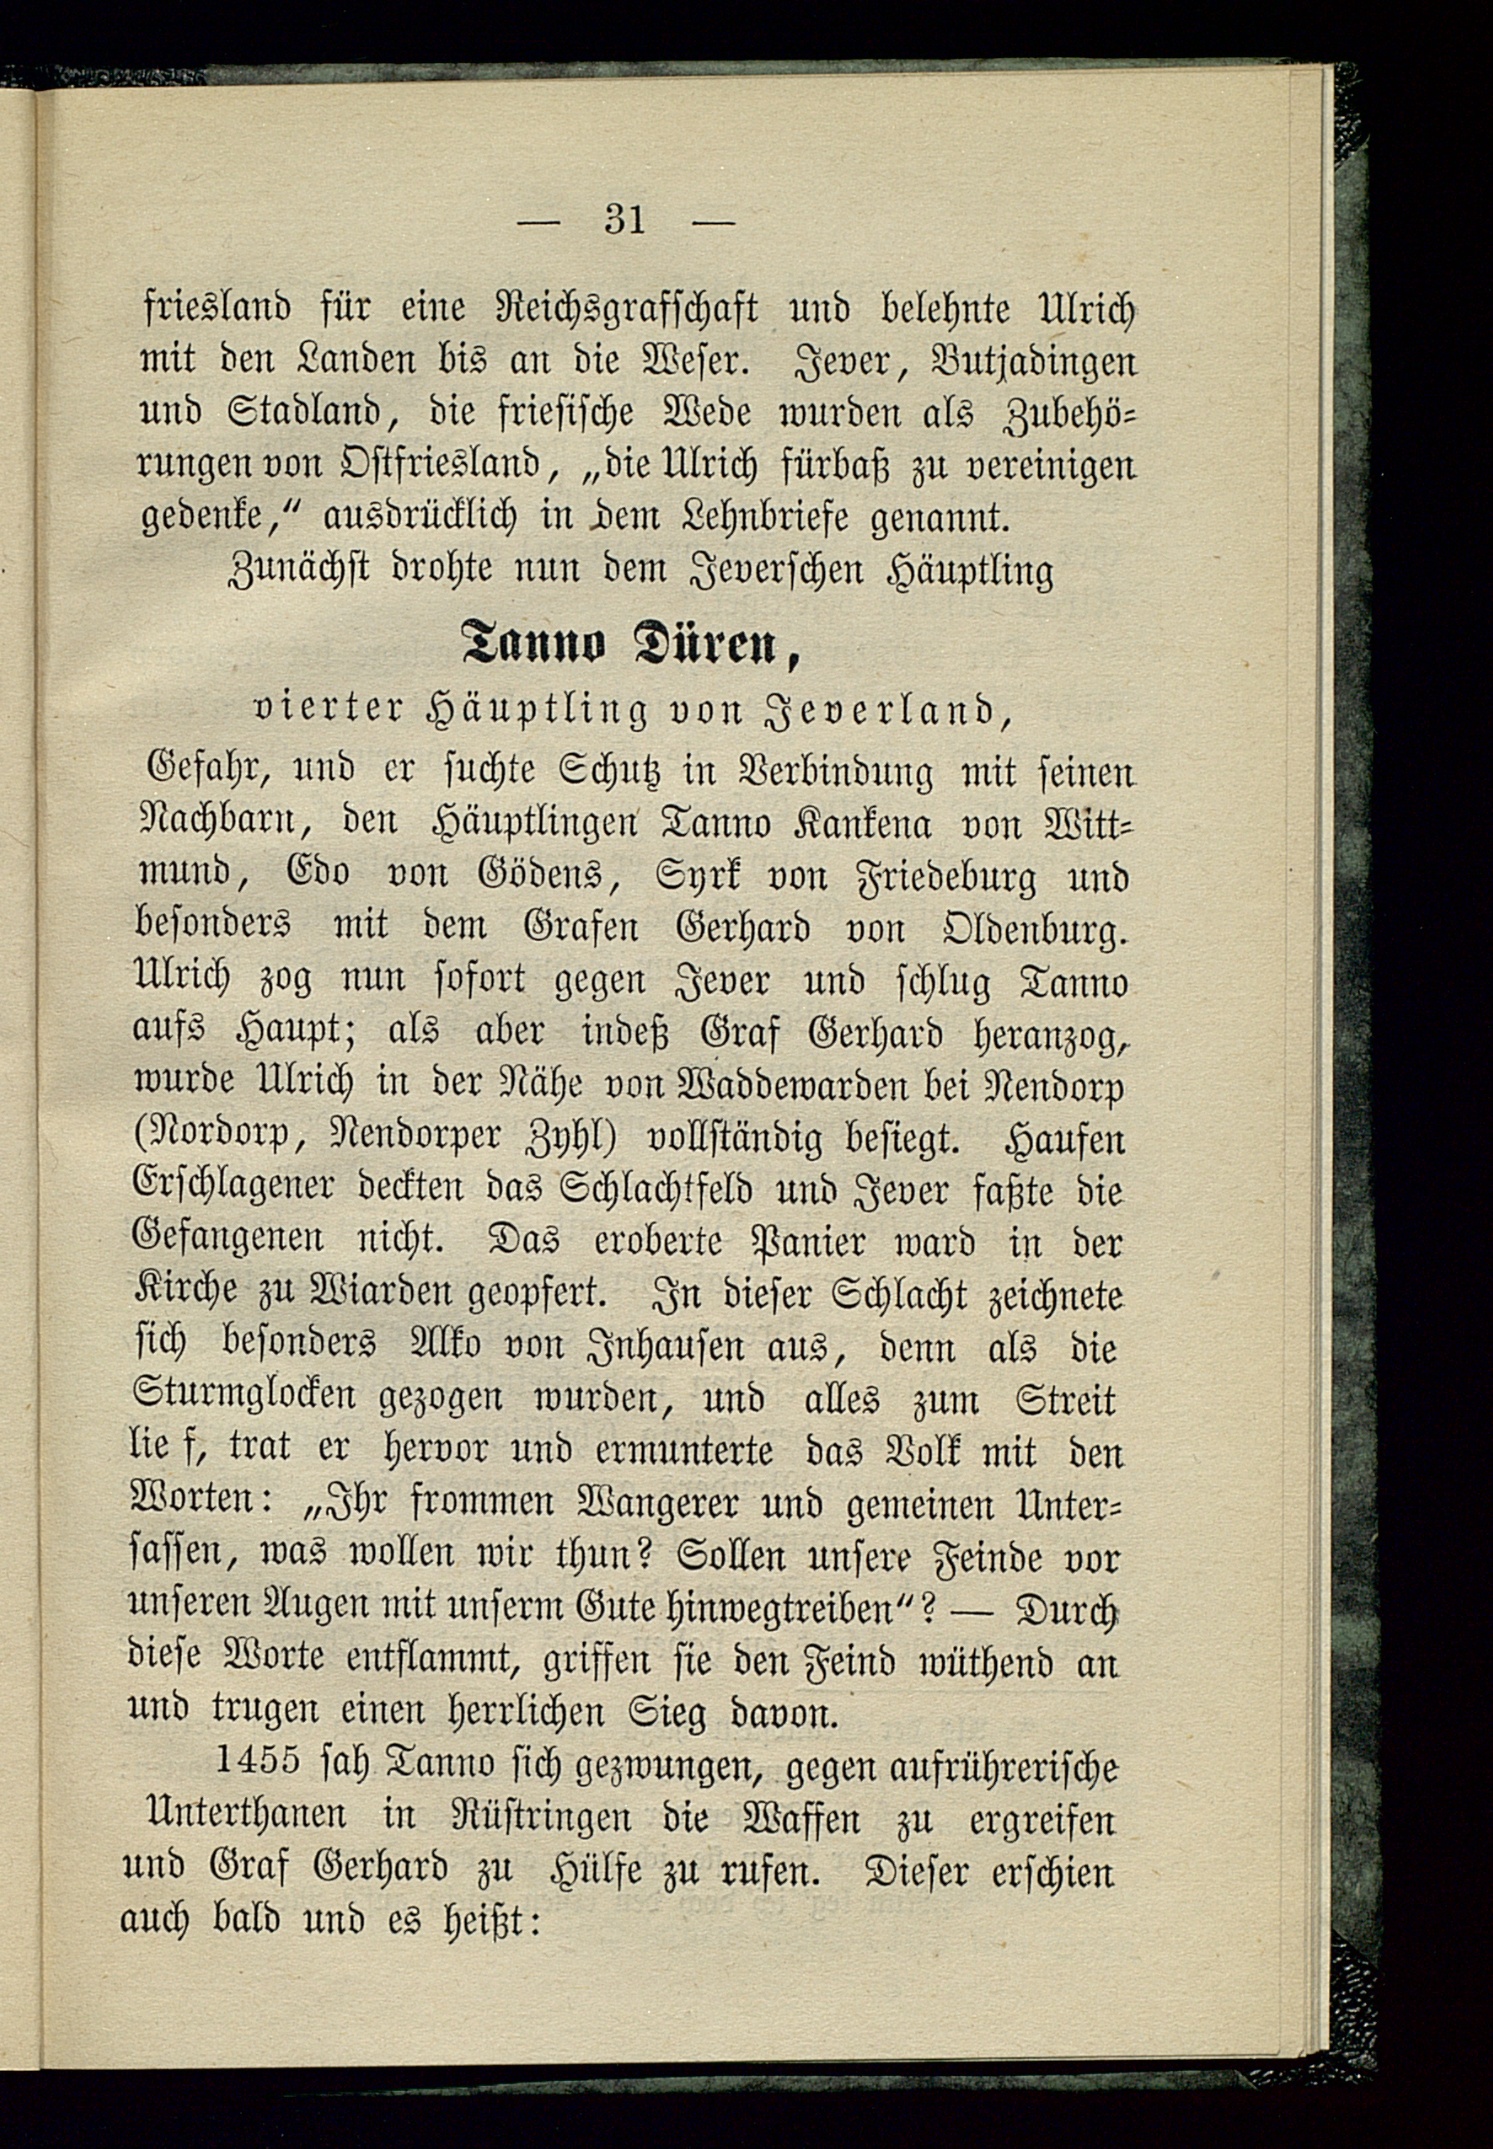 — 31 —
friesland für eine Reichsgrafschaft und belehnte Ulrich
mit den Landen bis an die Weser. Jever, Butjadingen
und Stadland, die friesische Wede wurden als Zubehö-
rungen von Ostfriesland, „die Ulrich fürbaß zu vereinigen
gedenke,“ ausdrücklich in dem Lehnbriefe genannt.
Zunächst drohte nun dem Jeverschen Häuptling
Tanno Düren,
vierter Häuptling von Jeverland,
Gefahr, und er suchte Schutz in Verbindung mit seinen
Nachbarn, den Häuptlingen Tanno Kankena von Witt-
mund, Edo von Gödens, Syrk von Friedeburg und
besonders mit dem Grafen Gerhard von Oldenburg.
Ulrich zog nun sofort gegen Jever und schlug Tanno
aufs Haupt; als aber indeß Graf Gerhard heranzog,
wurde Ulrich in der Nähe von Waddewarden bei Nendorp
(Nordorp, Nendorper Zyhl) vollständig besiegt. Haufen
Erschlagener deckten das Schlachtfeld und Jever faßte die
Gefangenen nicht. Das eroberte Panier ward in der
Kirche zu Wiarden geopfert. In dieser Schlacht zeichnete
sich besonders Alko von Inhausen aus, denn als die
Sturmglocken gezogen wurden, und alles zum Streit
lie f, trat er hervor und ermunterte das Volk mit den
Worten: „Ihr frommen Wangerer und gemeinen Unter-
sassen, was wollen wir thun? Sollen unsere Feinde vor
unseren Augen mit unserm Gute hinwegtreiben“? — Durch
diese Worte entflammt, griffen sie den Feind wüthend an
und trugen einen herrlichen Sieg davon.
1455 sah Tanno sich gezwungen, gegen aufrührerische
Unterthanen in Rüstringen die Waffen zu ergreifen
und Graf Gerhard zu Hülfe zu rufen. Dieser erschien
auch bald und es heißt: